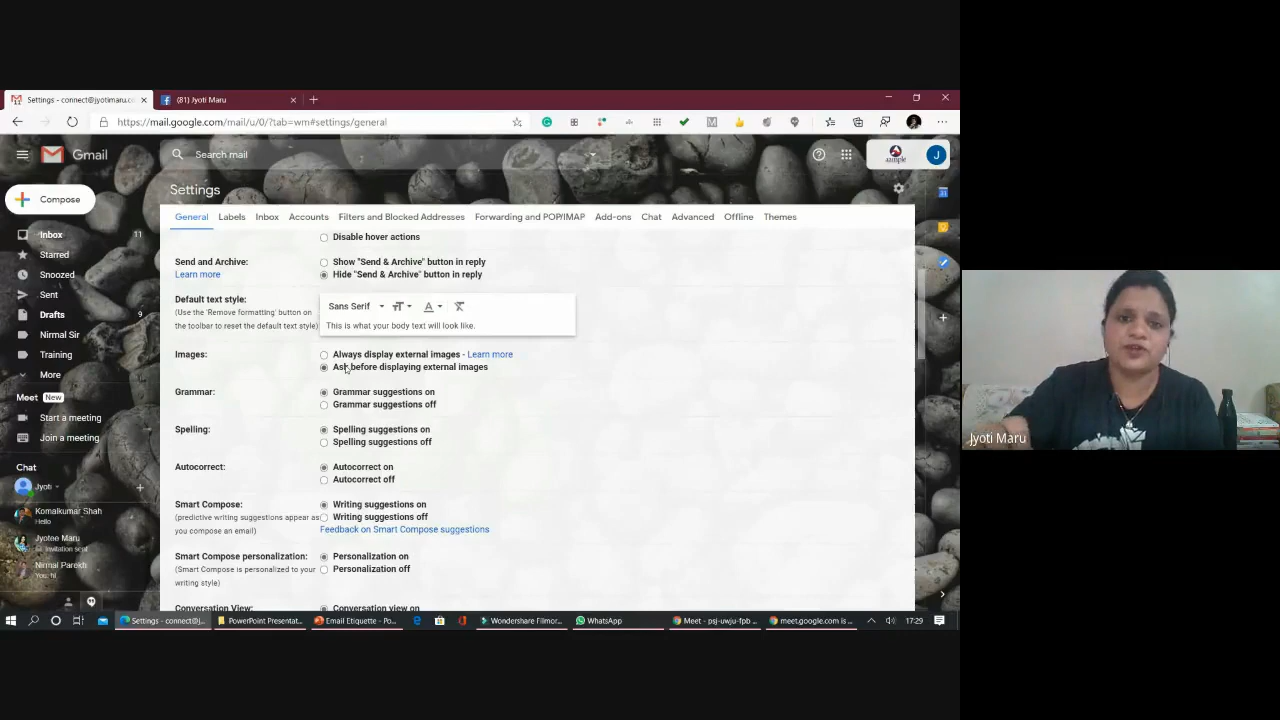 Settings - connect@jyotimaru.co
(81) Jyoti Maru
https://mail.google.com/mail/u/0/?tab=wm#settings/general
Gmail
Search mail
J
Compose
Settings
General Labels Inbox Accounts Filters and Blocked Addresses Forwarding and POP/IMAP Add-ons Chat Advanced Offline Themes
Inbox 11
Starred
Snoozed
Sent
Drafts 9
Nirmal Sir
Training
More
Meet New
Start a meeting
Join a meeting
Chat
Jyoti
Komalkumar Shah
Hello
Jyotee Maru
Invitation sent
Nirmal Parekh
You: hi
Disable hover actions
Send and Archive: Show "Send & Archive" button in reply
Learn more Hide "Send & Archive" button in reply
Default text style:
(Use the 'Remove formatting' button on
the toolbar to reset the default text style)
Sans Serif
This is what your body text will look like.
Images: Always display external images - Learn more
Ask before displaying external images
Grammar: Grammar suggestions on
Grammar suggestions off
Spelling: Spelling suggestions on
Spelling suggestions off
Autocorrect: Autocorrect on
Autocorrect off
Smart Compose: Writing suggestions on
(predictive writing suggestions appear as Writing suggestions off
you compose an email) Feedback on Smart Compose suggestions
Smart Compose personalization: Personalization on
(Smart Compose is personalized to your Personalization off
writing style)
Conversation View: Conversation view on
Settings - connect@j... PowerPoint Presentat... Email Etiquette - Po... Wondershare Filmor... WhatsApp Meet - psj-uwju-fpb ... meet.google.com is ... 17:29
Jyoti Maru